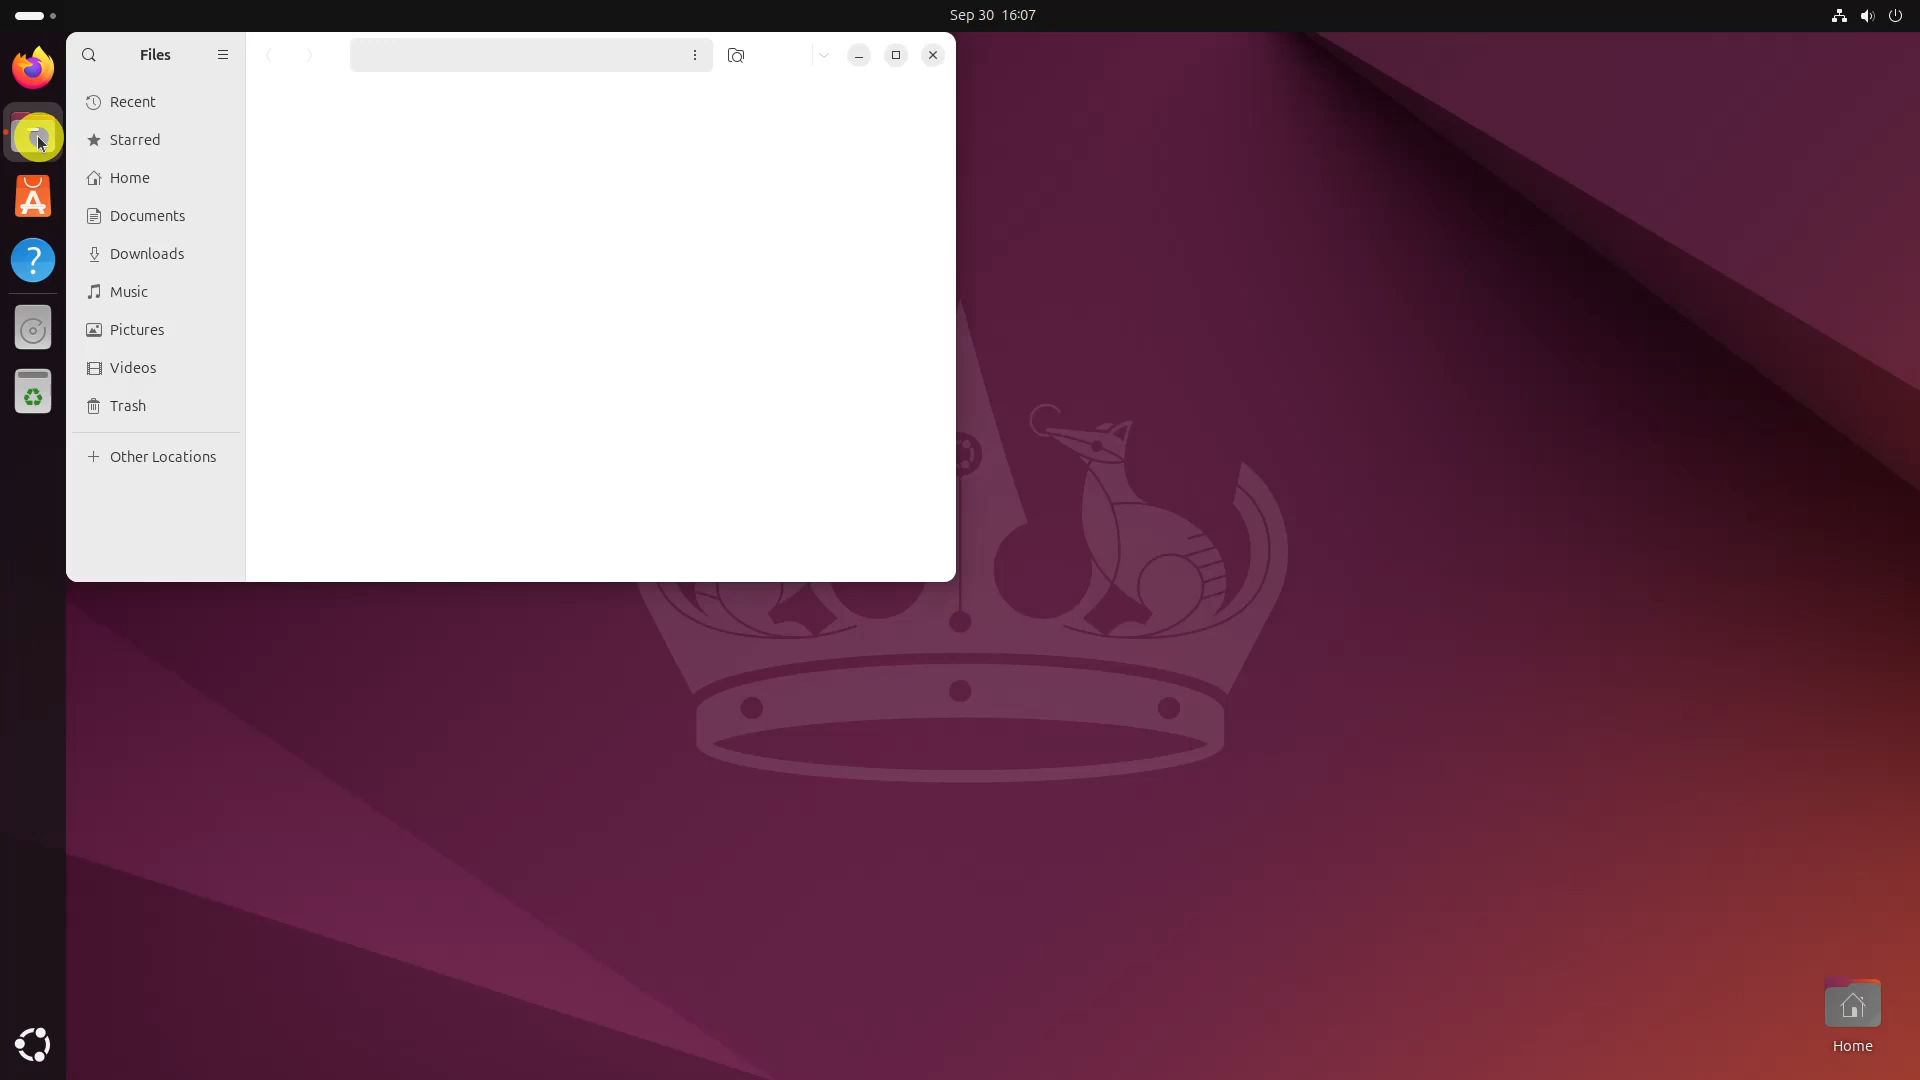 Sep 30 16:07
Files
Recent
Starred
Home
Documents
Downloads
Music
Pictures
Videos
Trash
Other Locations
Home